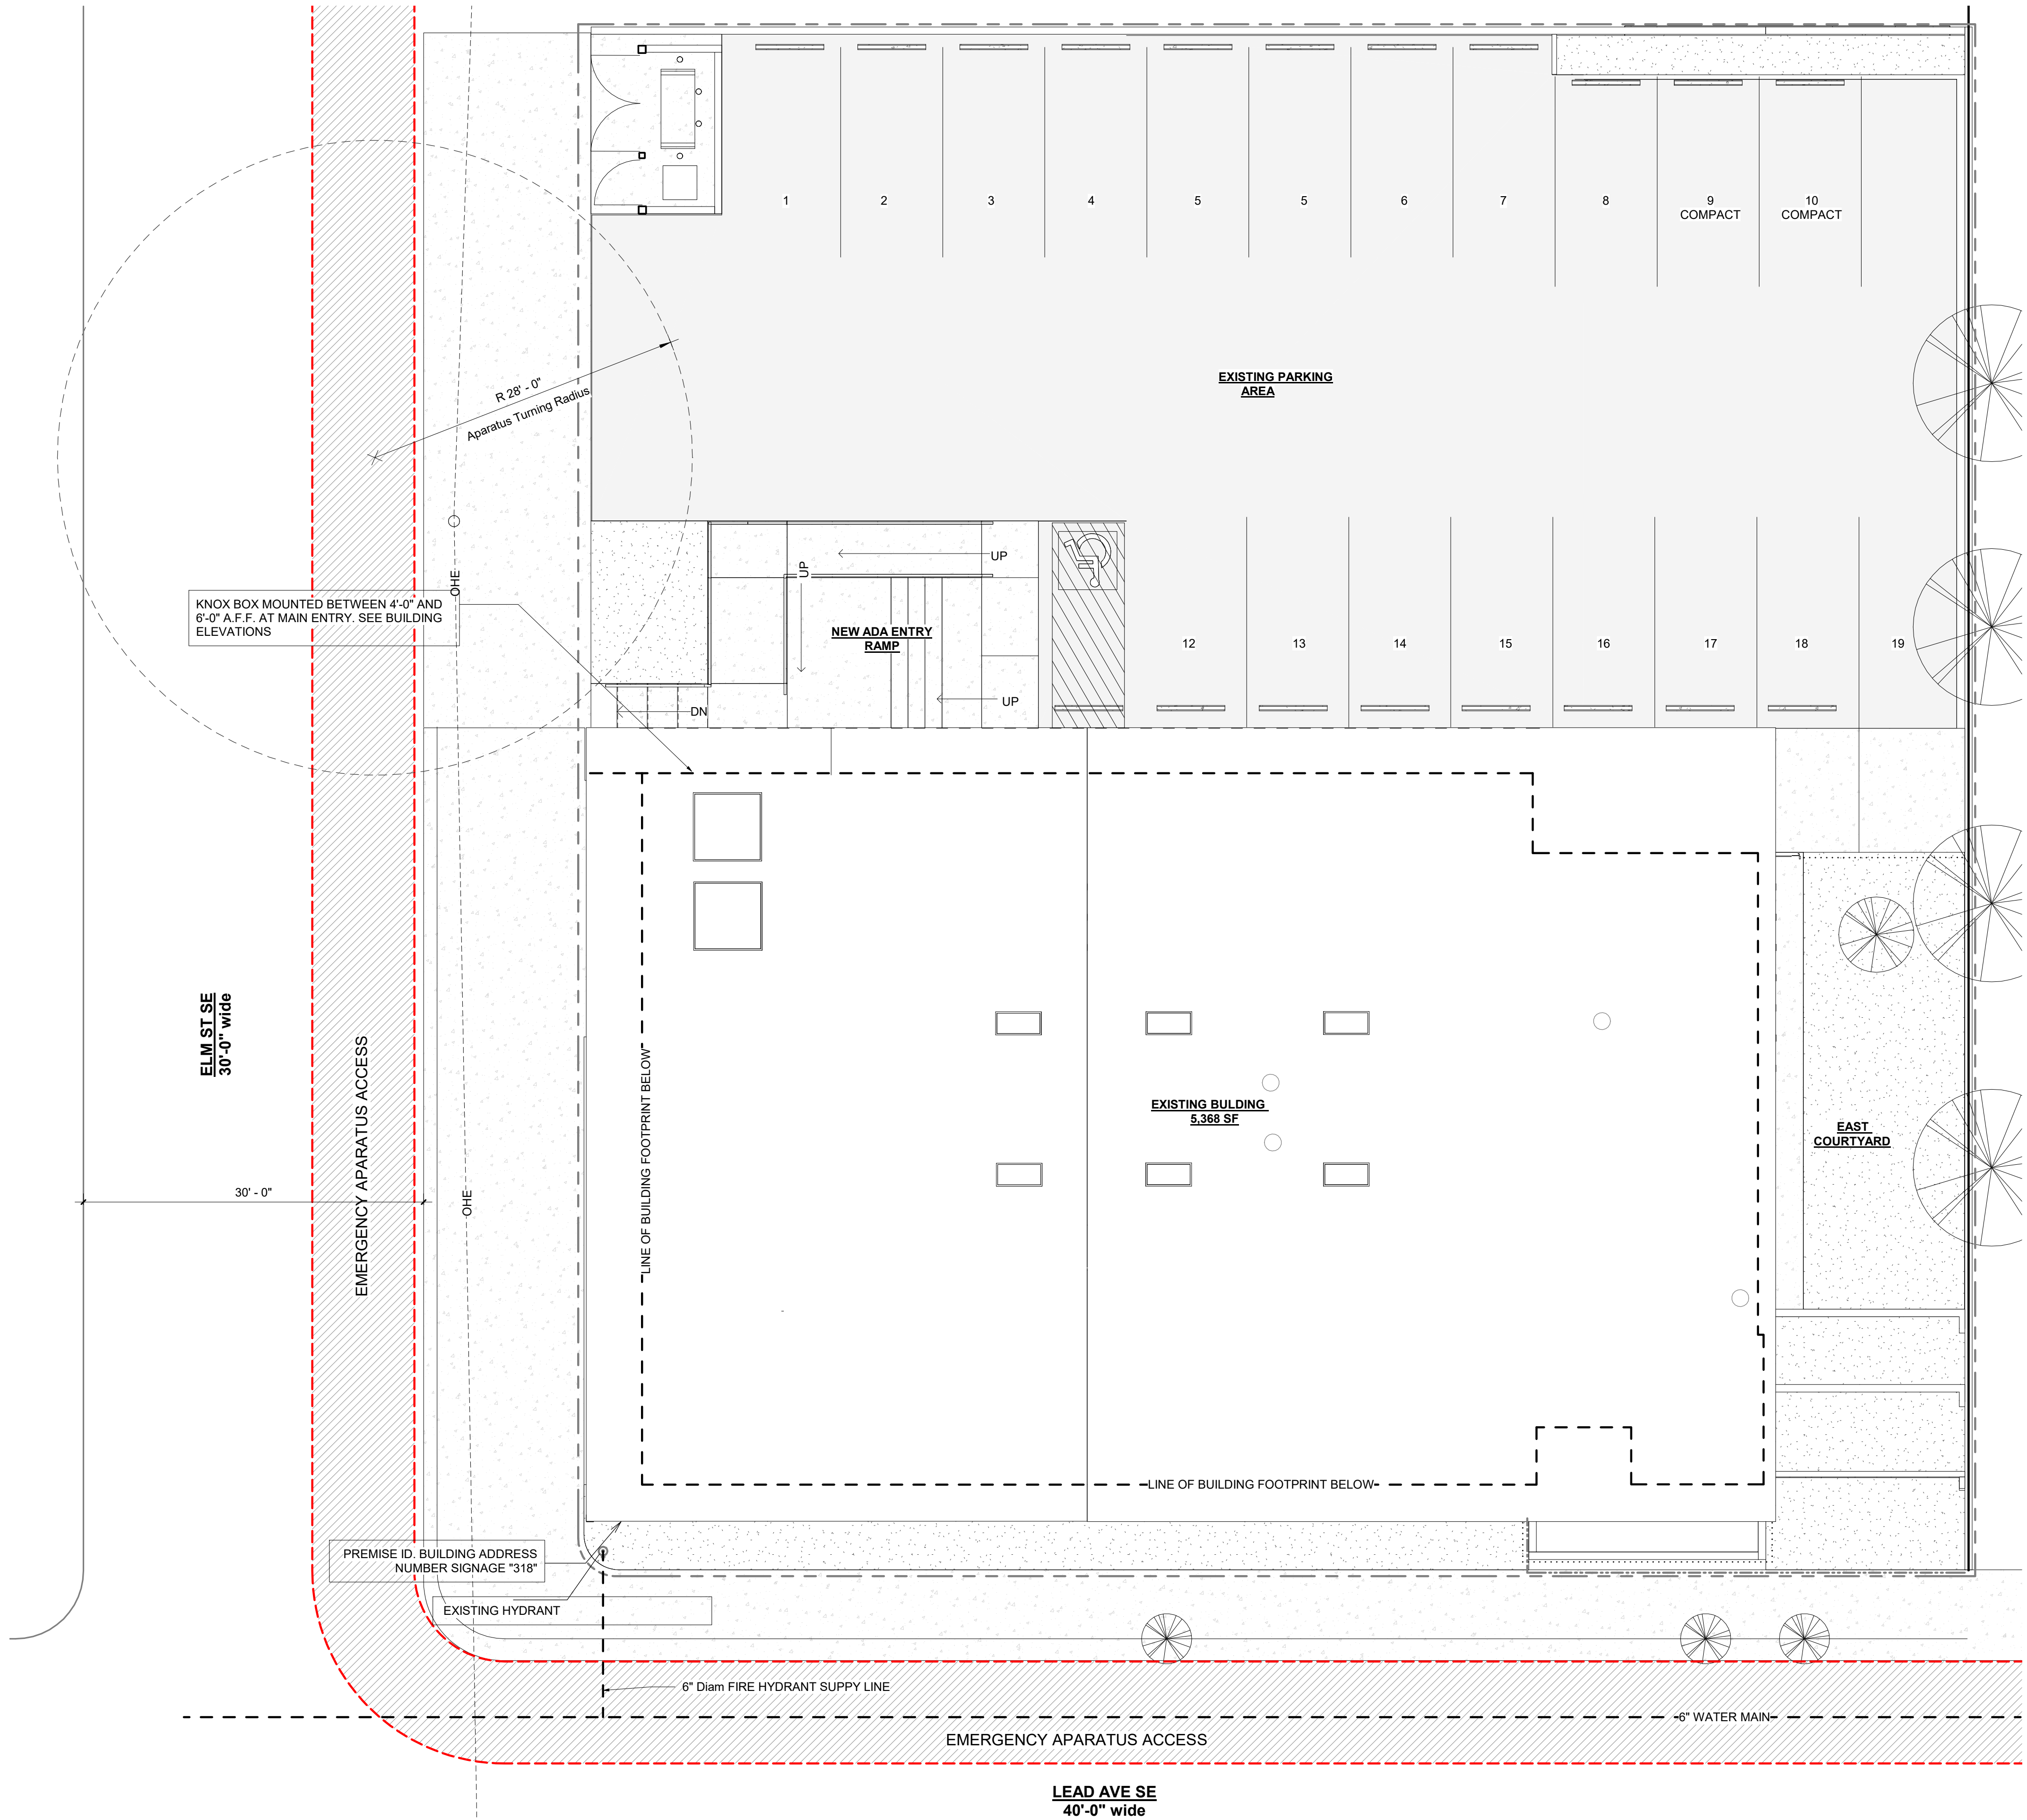 1
2
3
4
5
5
6
7
8
9
COMPACT
10
COMPACT
EXISTING PARKING
AREA
R 28' - 0"
Aparatus Turning Radius
OHE
KNOX BOX MOUNTED BETWEEN 4'-0" AND
6'-0" A.F.F. AT MAIN ENTRY. SEE BUILDING
ELEVATIONS
UP
UP
NEW ADA ENTRY
RAMP
UP
DN
12
13
14
15
16
17
18
19
ELM ST SE
30'-0" wide
EMERGENCY APARATUS ACCESS
30' - 0"
OHE
LINE OF BUILDING FOOTPRINT BELOW
EXISTING BULDING
5,368 SF
EAST
COURTYARD
LINE OF BUILDING FOOTPRINT BELOW
PREMISE ID. BUILDING ADDRESS
NUMBER SIGNAGE "318"
EXISTING HYDRANT
6" Diam FIRE HYDRANT SUPPY LINE
6" WATER MAIN
EMERGENCY APARATUS ACCESS
LEAD AVE SE
40'-0" wide